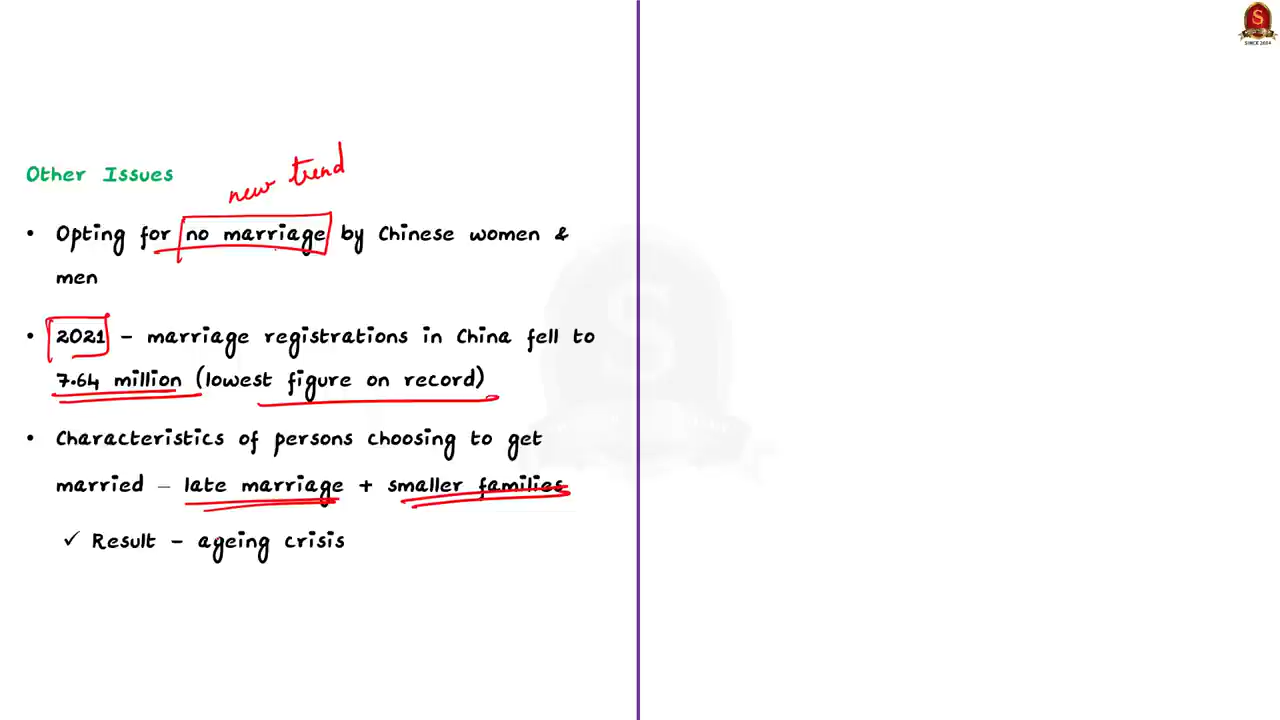 Other Issues
new trend
• Opting for no marriage by Chinese women &
men
• 2021 – marriage registrations in China fell to
7.64 million (lowest figure on record)
• Characteristics of persons choosing to get
married – late marriage + smaller families
✓ Result – ageing crisis
S
SINCE 2004